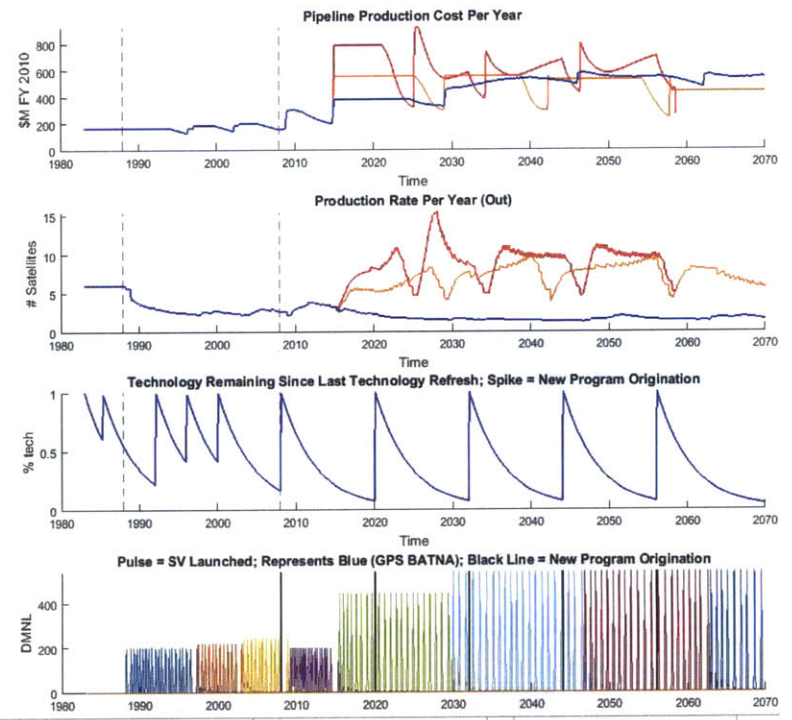 Pipeline Production Cost Per Year
$M FY 2010
800
600
400
200
0
1980 1990 2000 2010 2020 2030 2040 2050 2060 2070
Time
Production Rate Per Year (Out)
# Satellites
15
10
5
0
1980 1990 2000 2010 2020 2030 2040 2050 2060 2070
Time
Technology Remaining Since Last Technology Refresh; Spike = New Program Origination
% tech
1
0.5
0
1980 1990 2000 2010 2020 2030 2040 2050 2060 2070
Time
Pulse = SV Launched; Represents Blue (GPS BATNA); Black Line = New Program Origination
DMNL
400
200
0
1980 1990 2000 2010 2020 2030 2040 2050 2060 2070